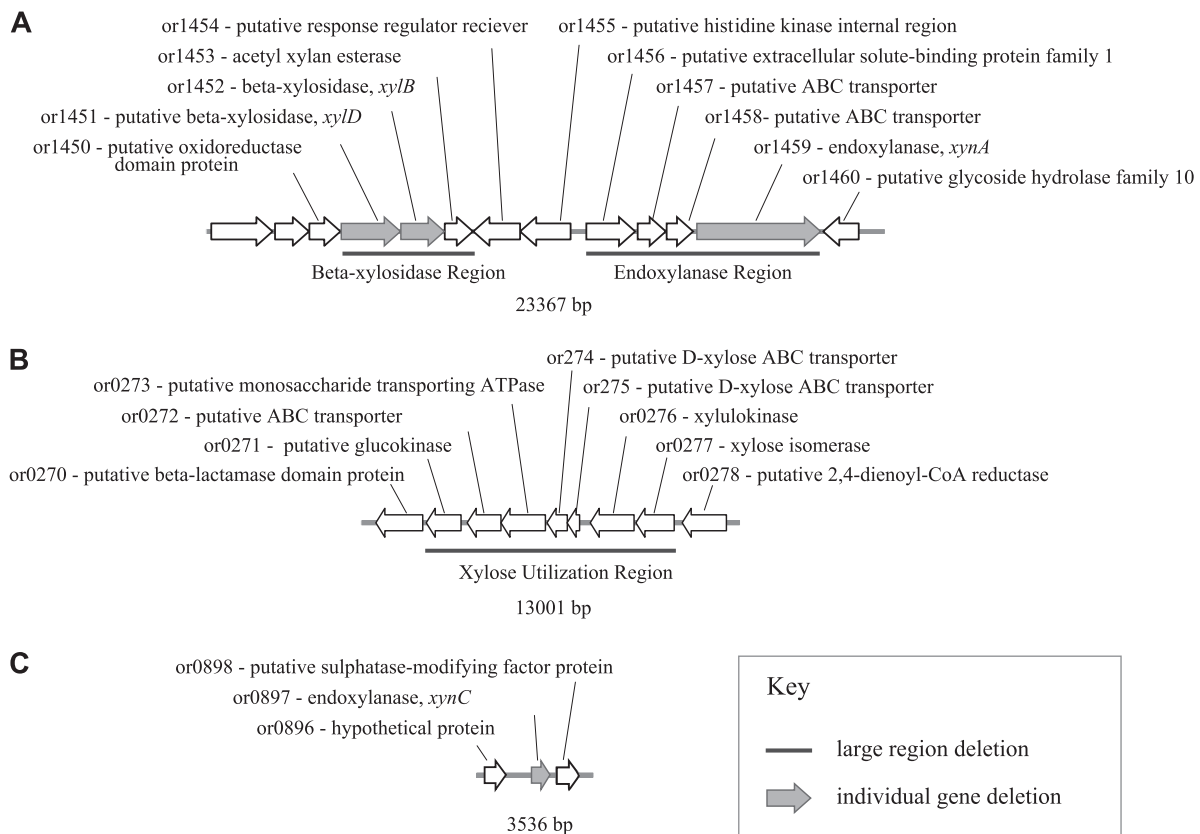 A
or1454 - putative response regulator reciever
or1455 - putative histidine kinase internal region
or1453 - acetyl xylan esterase
or1456 - putative extracellular solute-binding protein family 1
or1452 - beta-xylosidase, xylB
or1457 - putative ABC transporter
or1451 - putative beta-xylosidase, xylD
or1458- putative ABC transporter
or1450 - putative oxidoreductase
domain protein
or1459 - endoxylanase, xynA
or1460 - putative glycoside hydrolase family 10
Beta-xylosidase Region
Endoxylanase Region
23367 bp
B
or274 - putative D-xylose ABC transporter
or0273 - putative monosaccharide transporting ATPase
or275 - putative D-xylose ABC transporter
or0272 - putative ABC transporter
or0276 - xylulokinase
or0271 - putative glucokinase
or0277 - xylose isomerase
or0270 - putative beta-lactamase domain protein
or0278 - putative 2,4-dienoyl-CoA reductase
Xylose Utilization Region
13001 bp
C
or0898 - putative sulphatase-modifying factor protein
or0897 - endoxylanase, xynC
or0896 - hypothetical protein
3536 bp
Key
large region deletion
individual gene deletion